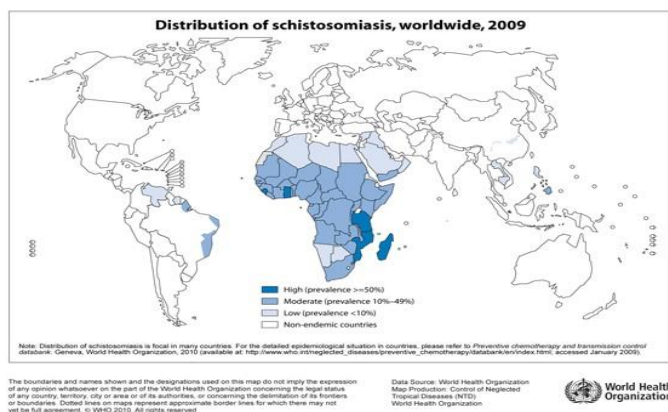 Distribution of schistosomiasis, worldwide, 2009
High (prevalence >=50%)
Moderate (prevalence 10%–49%)
Low (prevalence <10%)
Non-endemic countries
Note: Distribution of schistosomiasis is focal in many countries. For the detailed epidemiological situation in countries, please refer to Preventive chemotherapy and transmission control
databank. Geneva, World Health Organization, 2010 (available at: http://www.who.int/neglected_diseases/preventive_chemotherapy/databank/en/index.html; accessed January 2009).
The boundaries and names shown and the designations used on this map do not imply the expression
of any opinion whatsoever on the part of the World Health Organization concerning the legal status
of any country, territory, city or area or of its authorities, or concerning the delimitation of its frontiers
or boundaries. Dotted lines on maps represent approximate border lines for which there may not
yet be full agreement. © WHO 2010. All rights reserved
Data Source: World Health Organization
Map Production: Control of Neglected
Tropical Diseases (NTD)
World Health Organization
World Health
Organization